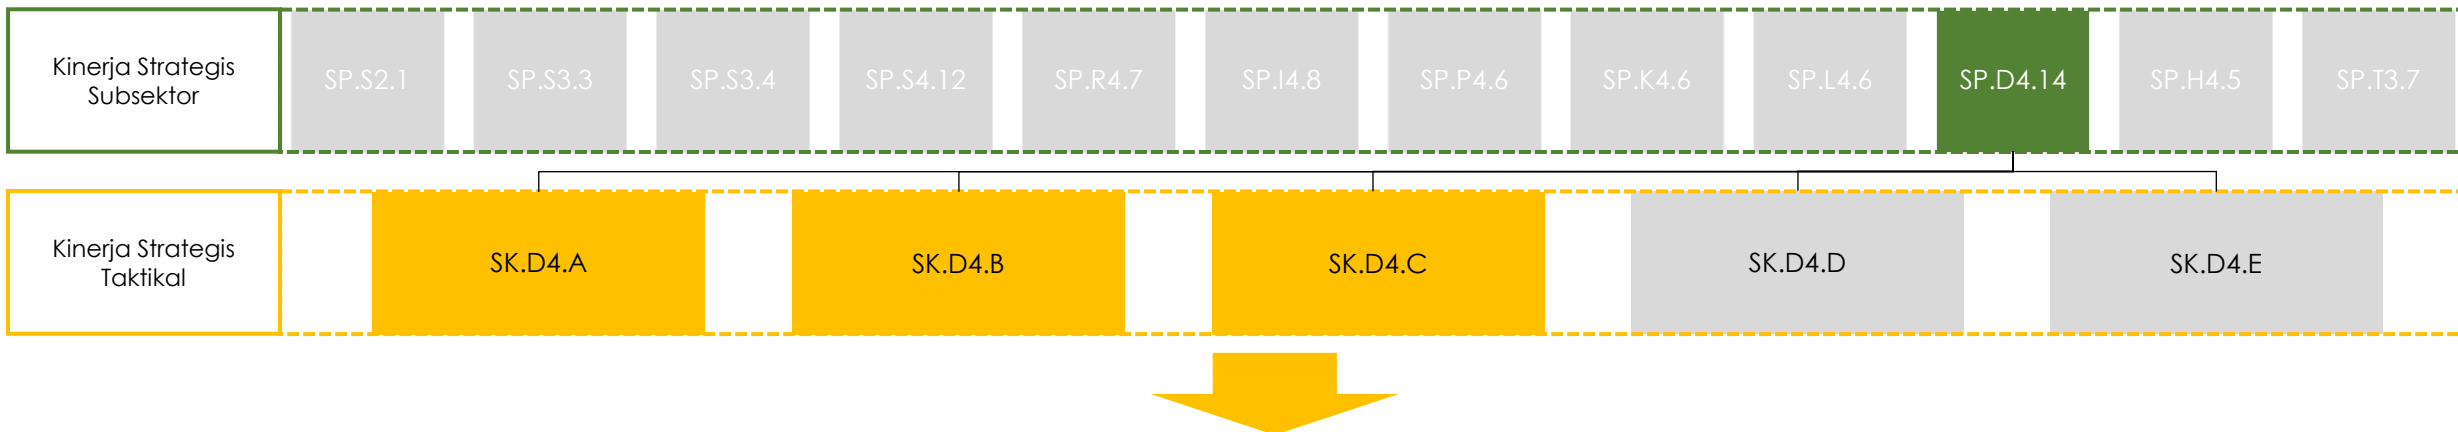 Kinerja Strategis
Subsektor
SP.S2.1
SP.S3.3
SP.S3.4
SP.S4.12
SP.R4.7
SP.I4.8
SP.P4.6
SP.K4.6
SP.L4.6
SP.D4.14
SP.H4.5
SP.T3.7
Kinerja Strategis
Taktikal
SK.D4.A
SK.D4.B
SK.D4.C
SK.D4.D
SK.D4.E